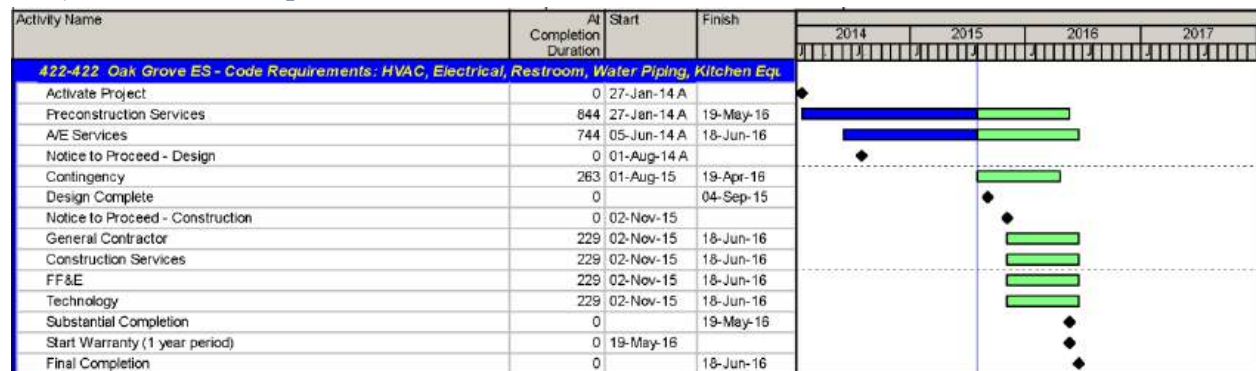 Activity Name At Completion Duration Start Finish
2014 2015 2016 2017
422-422 Oak Grove ES - Code Requirements: HVAC, Electrical, Restroom, Water Piping, Kitchen Equ
Activate Project 0 27-Jan-14 A
Preconstruction Services 844 27-Jan-14 A 19-May-16
A/E Services 744 05-Jun-14 A 18-Jun-16
Notice to Proceed - Design 0 01-Aug-14 A
Contingency 263 01-Aug-15 19-Apr-16
Design Complete 0 04-Sep-15
Notice to Proceed - Construction 0 02-Nov-15
General Contractor 229 02-Nov-15 18-Jun-16
Construction Services 229 02-Nov-15 18-Jun-16
FF&E 229 02-Nov-15 18-Jun-16
Technology 229 02-Nov-15 18-Jun-16
Substantial Completion 0 19-May-16
Start Warranty (1 year period) 0 19-May-16
Final Completion 0 18-Jun-16